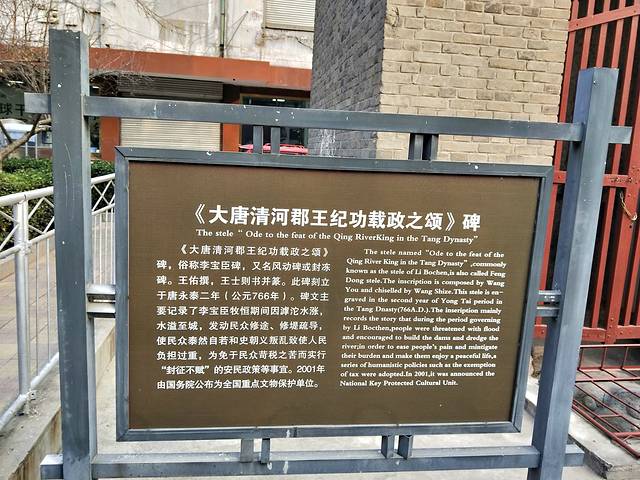 《大唐清河郡王纪功载政之颂》碑
The stele “ Ode to the feat of the Qing RiverKing in the Tang Dynasty”
《大唐清河郡王纪功载政之颂》
碑，俗称李宝臣碑，又名风动碑或封冻
碑。王佑撰，王士则书并篆。此碑刻立
于唐永泰二年（公元766年）。碑文主
要记录了李宝臣牧恒期间因滹沱水涨，
水溢至城，发动民众修途、修堤疏导，
使民众泰然自若和史朝义叛乱致使人民
负担过重，为免于民众苛税之苦而实行
“封征不赋”的安民政策等事宜。2001年
由国务院公布为全国重点文物保护单位。
The stele named “Ode to the feat of the
Qing River King in the Tang Dynasty” ,commonly
known as the stele of Li Bochen,is also called Feng
Dong stele.The inscription is composed by Wang
You and chiselled by Wang Shize.This stele is en-
graved in the second year of Yong Tai period in
the Tang Dnasty(766A.D.).The inseription mainly
records the story that during the period governing
by Li Bocthen,people were threatened with flood
and encouraged to build the dams and dredge the
river;in order to ease people's pain and mintigate
their burden and make them enjoy a peaceful life,a
series of humanistic policies such as the exemption
of tax were adopted.In 2001,it was announced the
National Key Protected Cultural Unit.